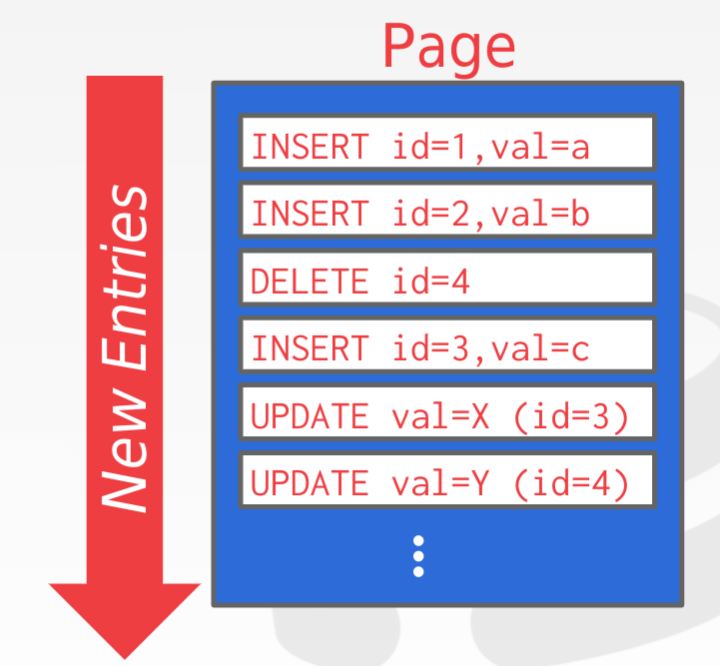 Page
New Entries
INSERT id=1,val=a
INSERT id=2,val=b
DELETE id=4
INSERT id=3,val=c
UPDATE val=X (id=3)
UPDATE val=Y (id=4)